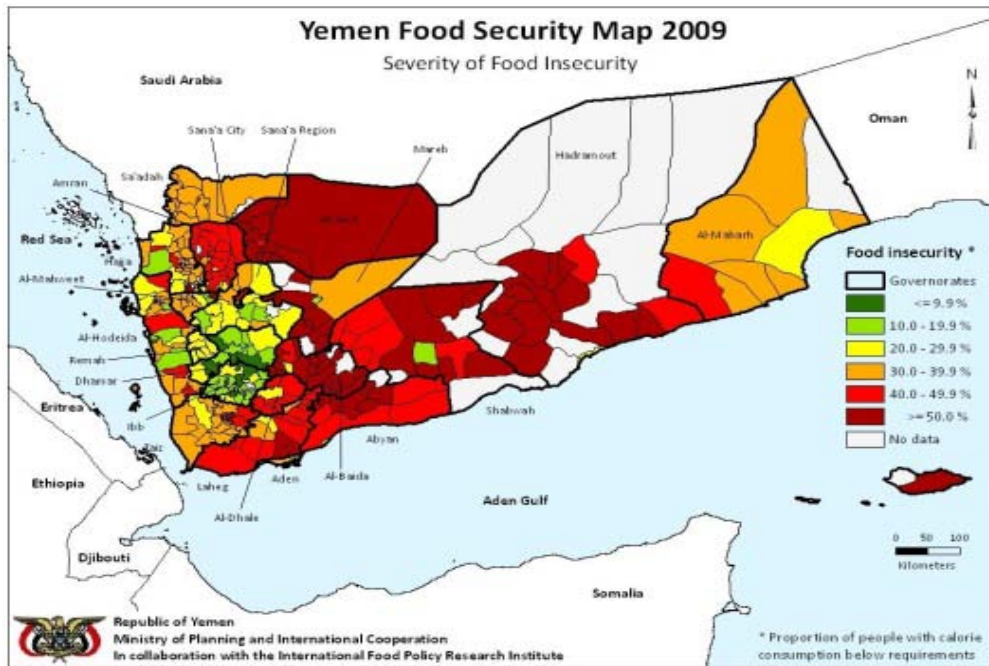 Yemen Food Security Map 2009
Severity of Food Insecurity
Saudi Arabia
N
Oman
Sana'a City
Sana'a Region
Mareb
Hadramout
Sa'adah
Amran
Red Sea
Hajja
Al-Mahweet
Al-Hodeida
Remah
Dhamar
Eritrea
Ibb
Taiz
Ethiopia
Laheg
Aden
Al-Dhale
Al-Baida
Abyan
Shabwah
Al-Maharh
Aden Gulf
Djibouti
Somalia
Food insecurity *
Governorates
<= 9.9 %
10.0 - 19.9 %
20.0 - 29.9 %
30.0 - 39.9 %
40.0 - 49.9 %
>= 50.0 %
No data
0 50 100
Kilometers
Republic of Yemen
Ministry of Planning and International Cooperation
In collaboration with the International Food Policy Research Institute
* Proportion of people with calorie
consumption below requirements